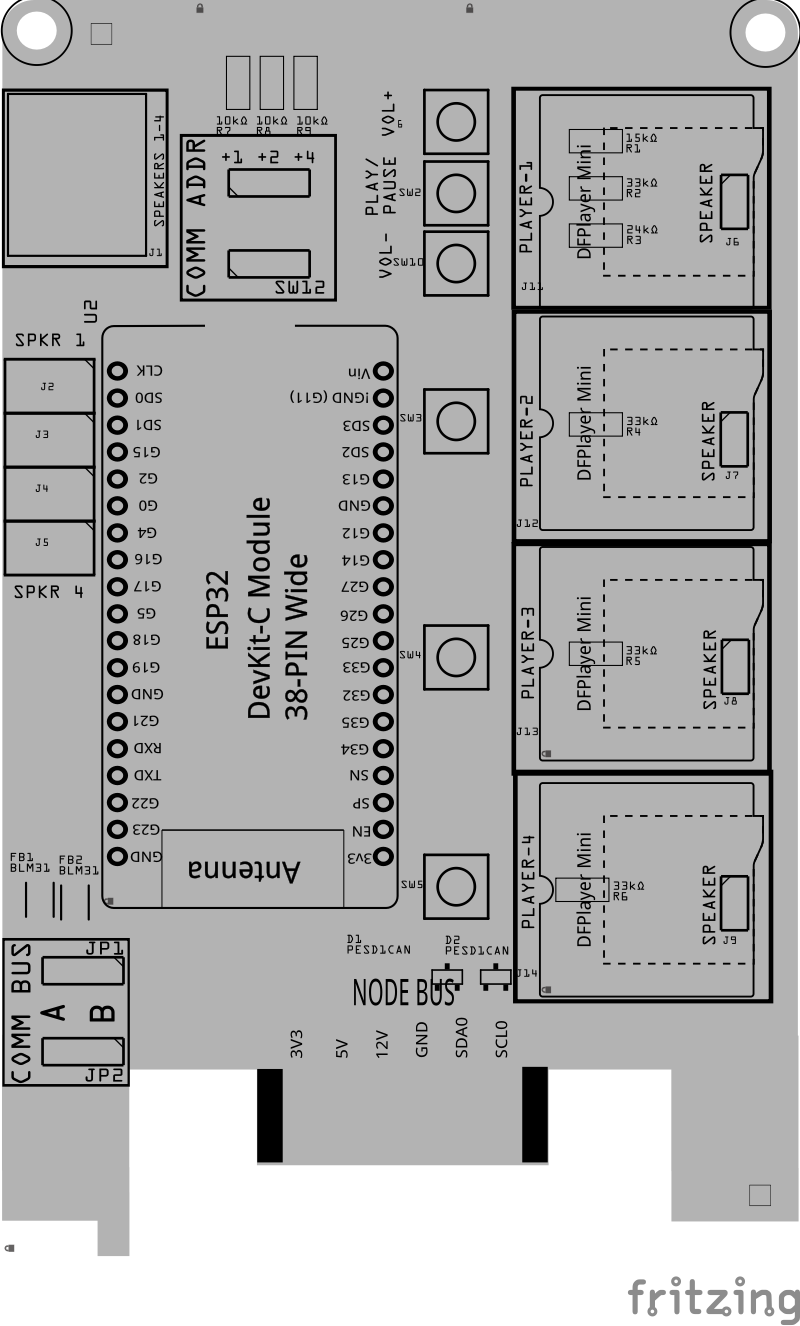 10kΩ 10kΩ 10kΩ
R7 R8 R9
COMM ADDR
+1 +2 +4
SW12
SPEAKERS 1-4
J1
VOL+
6
PLAY/
PAUSE
SW2
VOL-
SW10
PLAYER-1
DFPlayer Mini
15kΩ
R1
33kΩ
R2
24kΩ
R3
SPEAKER
J6
J11
U2
SPKR 1
J2
J3
J4
J5
SPKR 4
CLK
SD0
SD1
G15
G2
G0
G4
G16
G17
G5
G18
G19
GND
G21
RXD
TXD
G22
G23
GND
ESP32
DevKit-C Module
38-PIN Wide
Antenna
Vin
!GND (G11)
SD3
SD2
G13
GND
G12
G14
G27
G26
G25
G33
G32
G35
G34
SN
SP
EN
3v3
SW3
SW4
SW5
PLAYER-2
DFPlayer Mini
33kΩ
R4
SPEAKER
J7
J12
PLAYER-3
DFPlayer Mini
33kΩ
R5
SPEAKER
J8
J13
PLAYER-4
DFPlayer Mini
33kΩ
R6
SPEAKER
J9
J14
FB1
BLM31
FB2
BLM31
COMM BUS
JP1
A B
JP2
D1
PESD1CAN
D2
PESD1CAN
NODE BUS
3V3
5V
12V
GND
SDA0
SCL0
fritzing